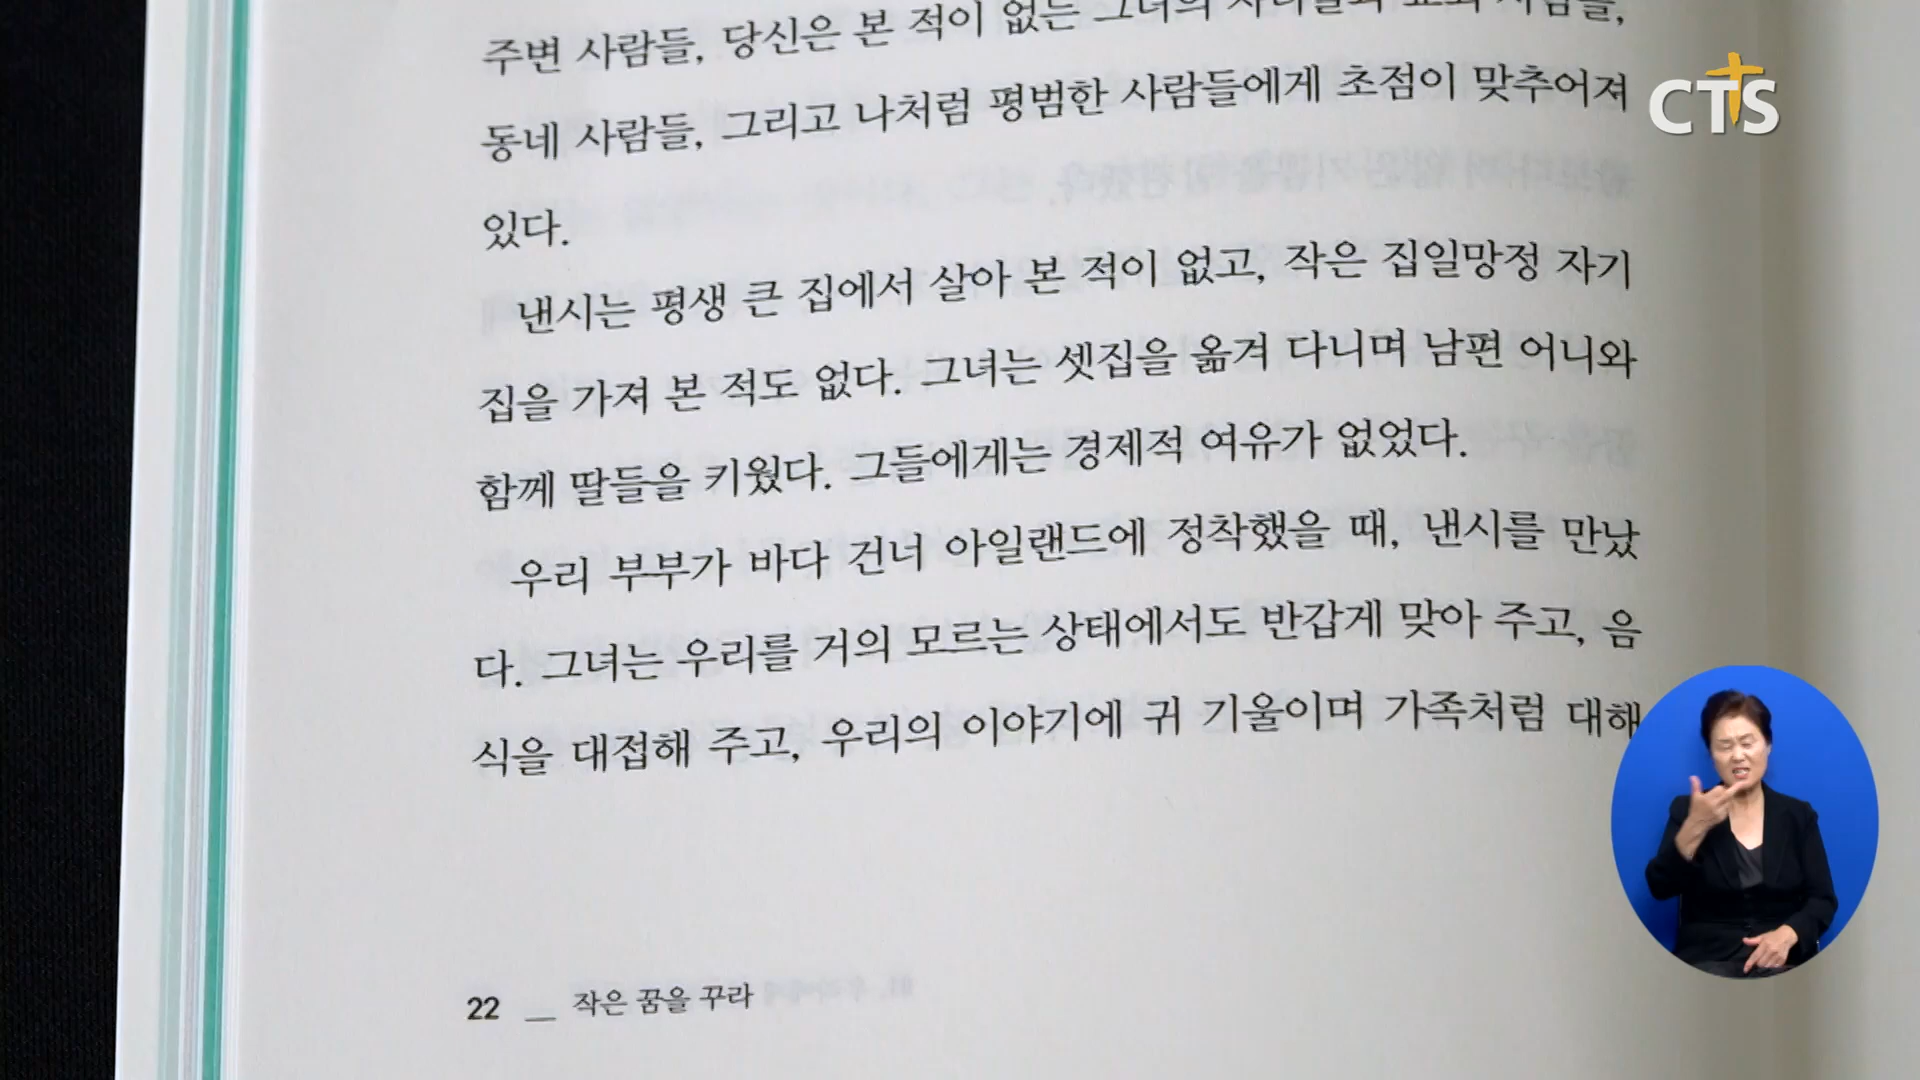 주변 사람들, 당신은 본 적이 없는 그녀의
동네 사람들, 그리고 나처럼 평범한 사람들에게 초점이 맞추어져
있다.
낸시는 평생 큰 집에서 살아 본 적이 없고, 작은 집일망정 자기
집을 가져 본 적도 없다. 그녀는 셋집을 옮겨 다니며 남편 어니와
함께 딸들을 키웠다. 그들에게는 경제적 여유가 없었다.
우리 부부가 바다 건너 아일랜드에 정착했을 때, 낸시를 만났
다. 그녀는 우리를 거의 모르는 상태에서도 반갑게 맞아 주고, 음
식을 대접해 주고, 우리의 이야기에 귀 기울이며 가족처럼 대해
22 _ 작은 꿈을 꾸라
CTS